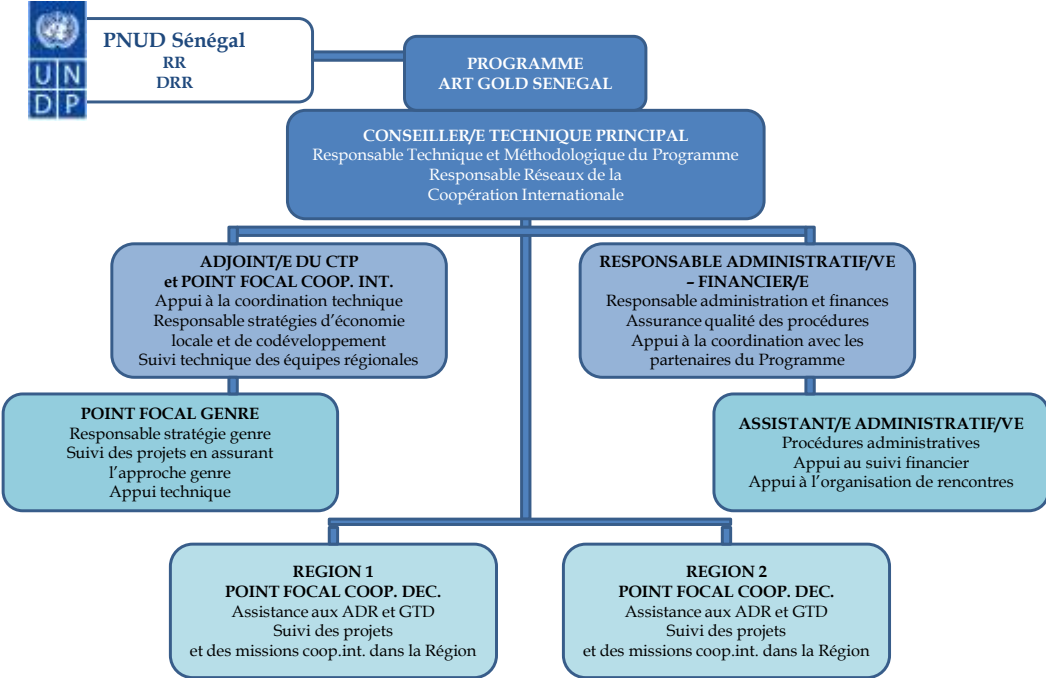 UN
DP
PNUD Sénégal
RR
DRR
PROGRAMME
ART GOLD SENEGAL
CONSEILLER/E TECHNIQUE PRINCIPAL
Responsable Technique et Méthodologique du Programme
Responsable Réseaux de la
Coopération Internationale
ADJOINT/E DU CTP
et POINT FOCAL COOP. INT.
Appui à la coordination technique
Responsable stratégies d'économie
locale et de codéveloppement
Suivi technique des équipes régionales
RESPONSABLE ADMINISTRATIF/VE
– FINANCIER/E
Responsable administration et finances
Assurance qualité des procédures
Appui à la coordination avec les
partenaires du Programme
POINT FOCAL GENRE
Responsable stratégie genre
Suivi des projets en assurant
l'approche genre
Appui technique
ASSISTANT/E ADMINISTRATIF/VE
Procédures administratives
Appui au suivi financier
Appui à l'organisation de rencontres
REGION 1
POINT FOCAL COOP. DEC.
Assistance aux ADR et GTD
Suivi des projets
et des missions coop.int. dans la Région
REGION 2
POINT FOCAL COOP. DEC.
Assistance aux ADR et GTD
Suivi des projets
et des missions coop.int. dans la Région